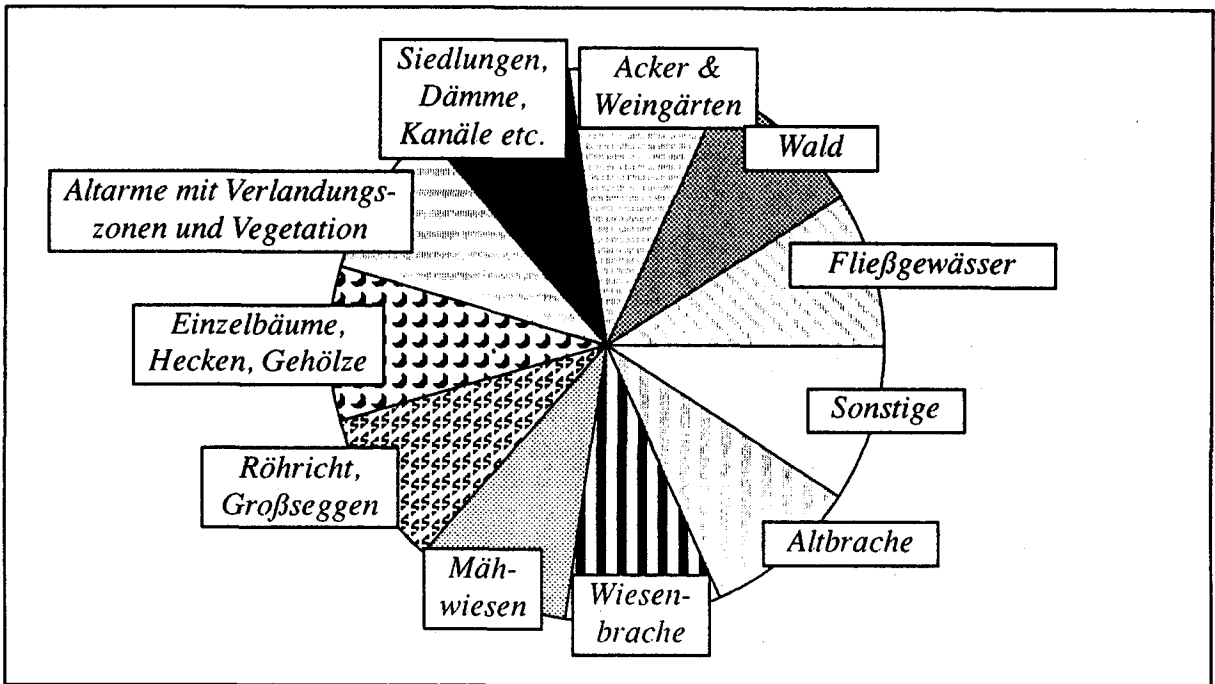 Siedlungen,
Dämme,
Kanäle etc.
Acker &
Weingärten
Wald
Altarme mit Verlandungs-
zonen und Vegetation
Fließgewässer
Einzelbäume,
Hecken, Gehölze
Sonstige
Röhricht,
Großseggen
Altbrache
Mäh-
wiesen
Wiesen-
brache